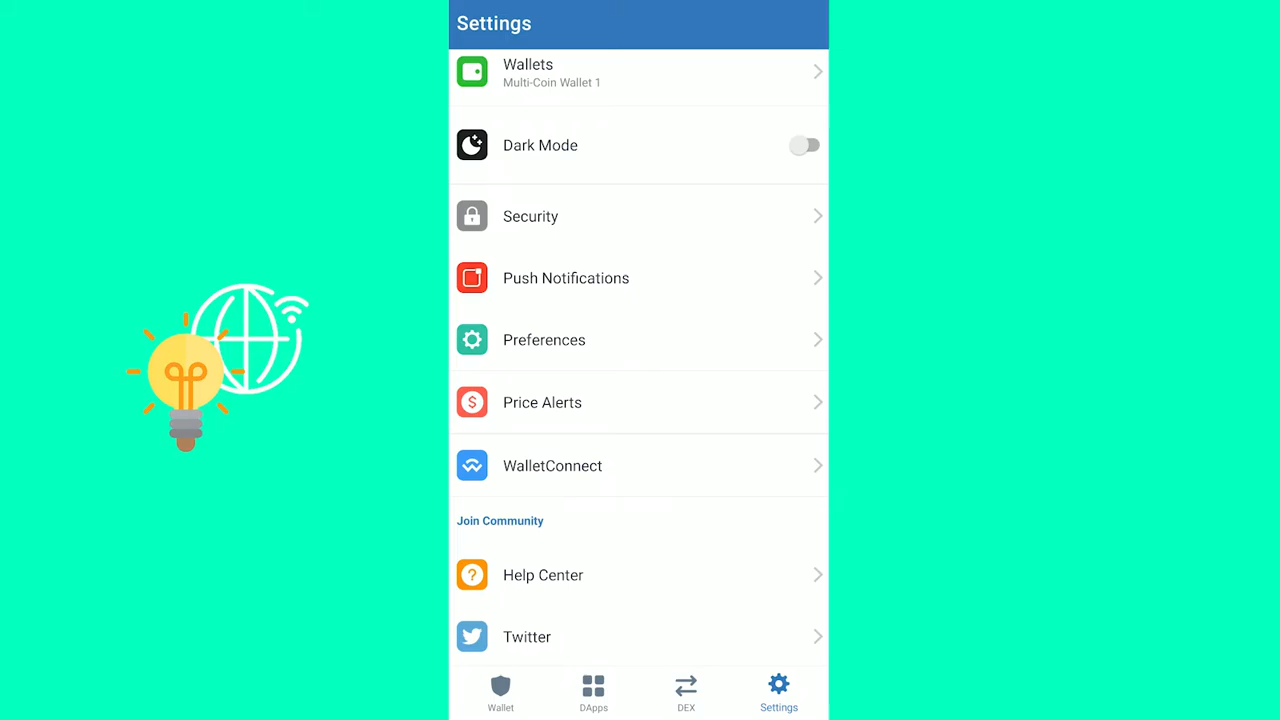 Settings
Wallets
Multi-Coin Wallet 1
Dark Mode
Security
Push Notifications
Preferences
$
Price Alerts
WalletConnect
Join Community
?
Help Center
Twitter
Wallet
DApps
DEX
Settings